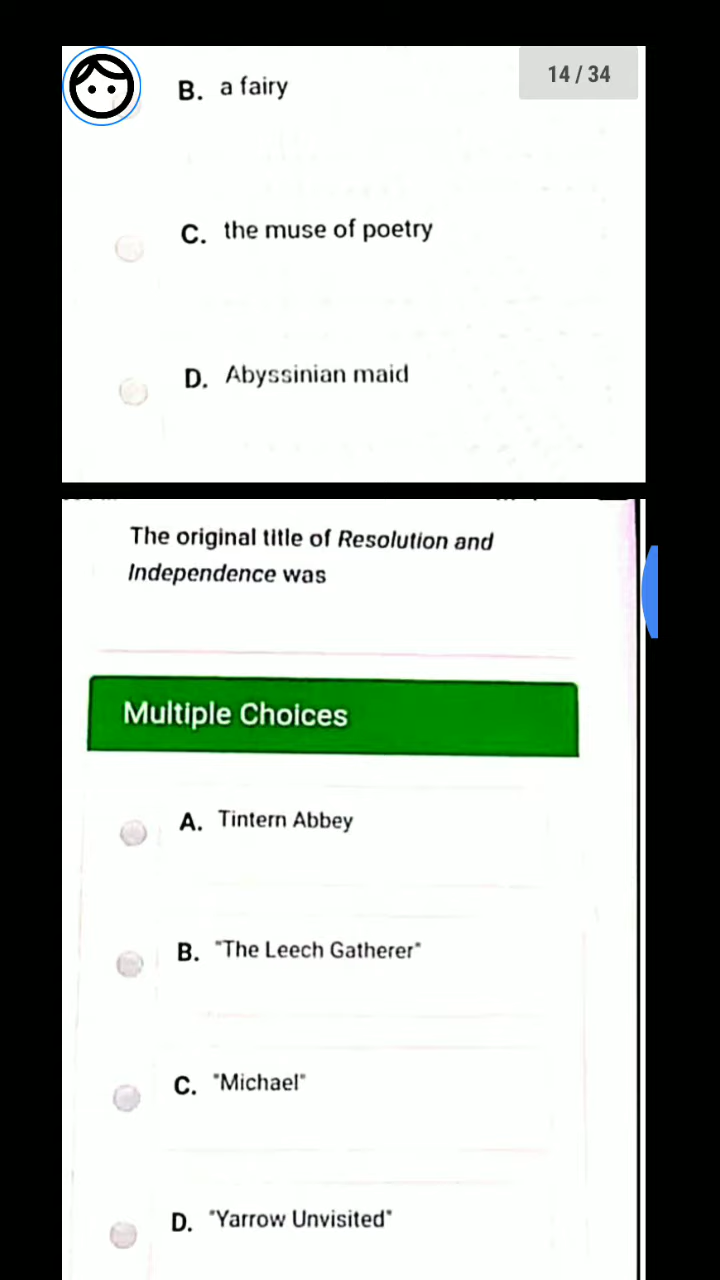 B. a fairy
14 / 34
C. the muse of poetry
D. Abyssinian maid
The original title of Resolution and
Independence was
Multiple Choices
A. Tintern Abbey
B. "The Leech Gatherer"
C. "Michael"
D. "Yarrow Unvisited"